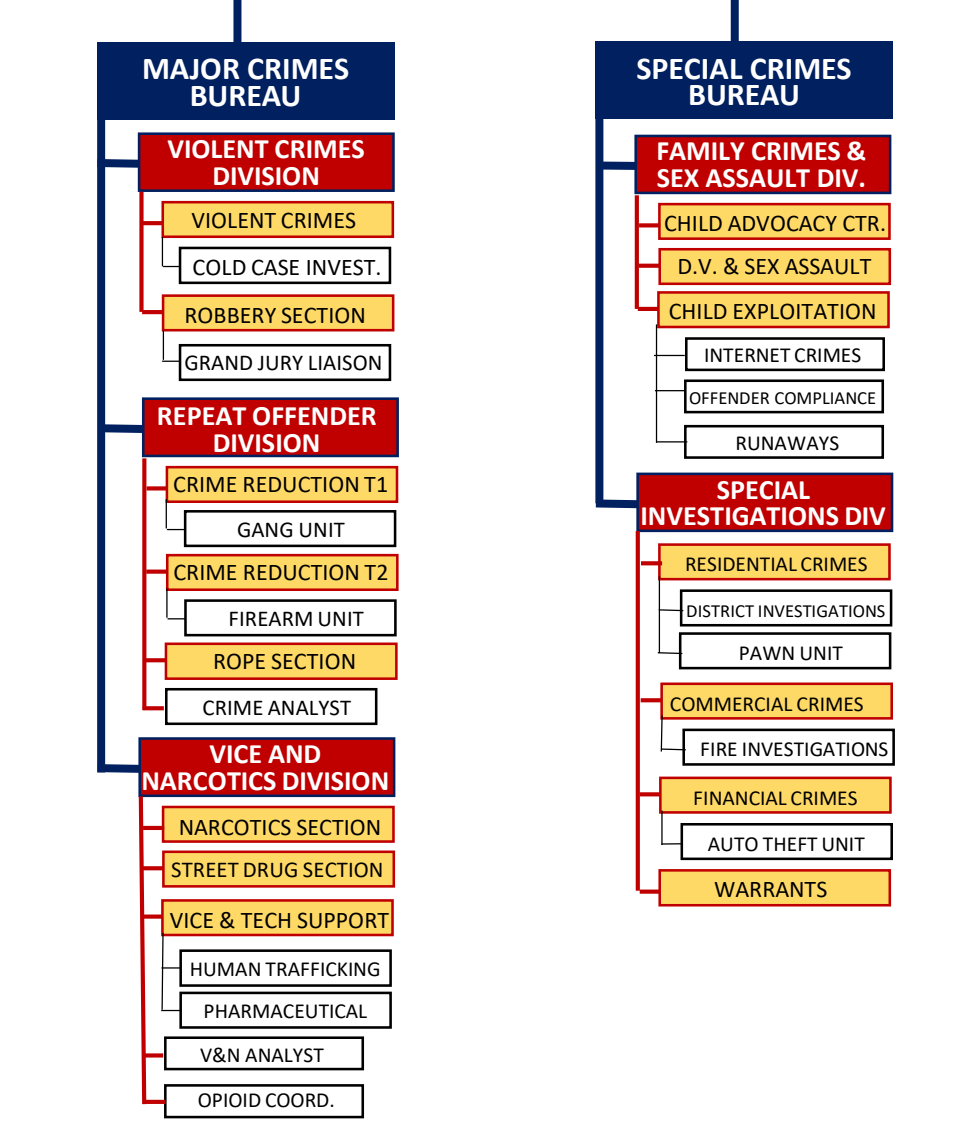 MAJOR CRIMES
BUREAU
VIOLENT CRIMES
DIVISION
VIOLENT CRIMES
COLD CASE INVEST.
ROBBERY SECTION
GRAND JURY LIAISON
REPEAT OFFENDER
DIVISION
CRIME REDUCTION T1
GANG UNIT
CRIME REDUCTION T2
FIREARM UNIT
ROPE SECTION
CRIME ANALYST
VICE AND
NARCOTICS DIVISION
NARCOTICS SECTION
STREET DRUG SECTION
VICE & TECH SUPPORT
HUMAN TRAFFICKING
PHARMACEUTICAL
V&N ANALYST
OPIOID COORD.
SPECIAL CRIMES
BUREAU
FAMILY CRIMES &
SEX ASSAULT DIV.
CHILD ADVOCACY CTR.
D.V. & SEX ASSAULT
CHILD EXPLOITATION
INTERNET CRIMES
OFFENDER COMPLIANCE
RUNAWAYS
SPECIAL
INVESTIGATIONS DIV
RESIDENTIAL CRIMES
DISTRICT INVESTIGATIONS
PAWN UNIT
COMMERCIAL CRIMES
FIRE INVESTIGATIONS
FINANCIAL CRIMES
AUTO THEFT UNIT
WARRANTS